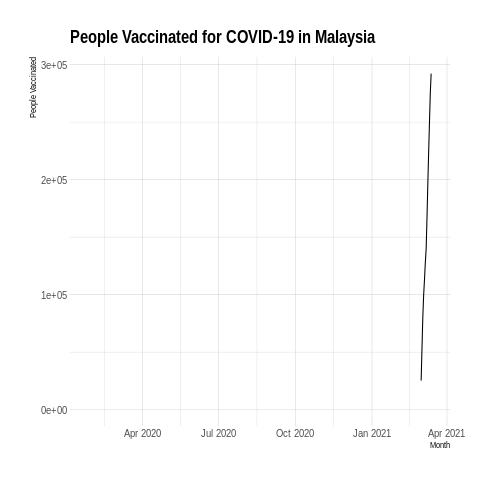 People Vaccinated for COVID-19 in Malaysia
People Vaccinated
3e+05
2e+05
1e+05
0e+00
Apr 2020 Jul 2020 Oct 2020 Jan 2021 Apr 2021
Month